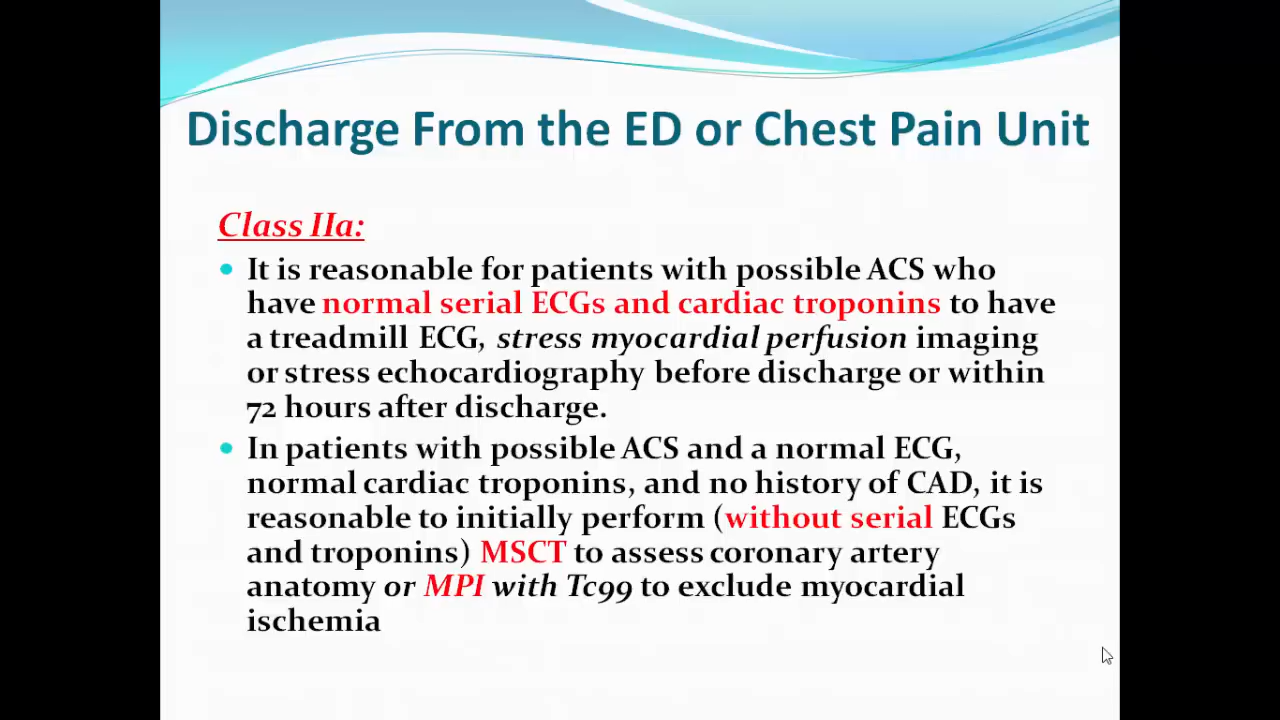 Discharge From the ED or Chest Pain Unit
Class IIa:
• It is reasonable for patients with possible ACS who
have normal serial ECGs and cardiac troponins to have
a treadmill ECG, stress myocardial perfusion imaging
or stress echocardiography before discharge or within
72 hours after discharge.
• In patients with possible ACS and a normal ECG,
normal cardiac troponins, and no history of CAD, it is
reasonable to initially perform (without serial ECGs
and troponins) MSCT to assess coronary artery
anatomy or MPI with Tc99 to exclude myocardial
ischemia